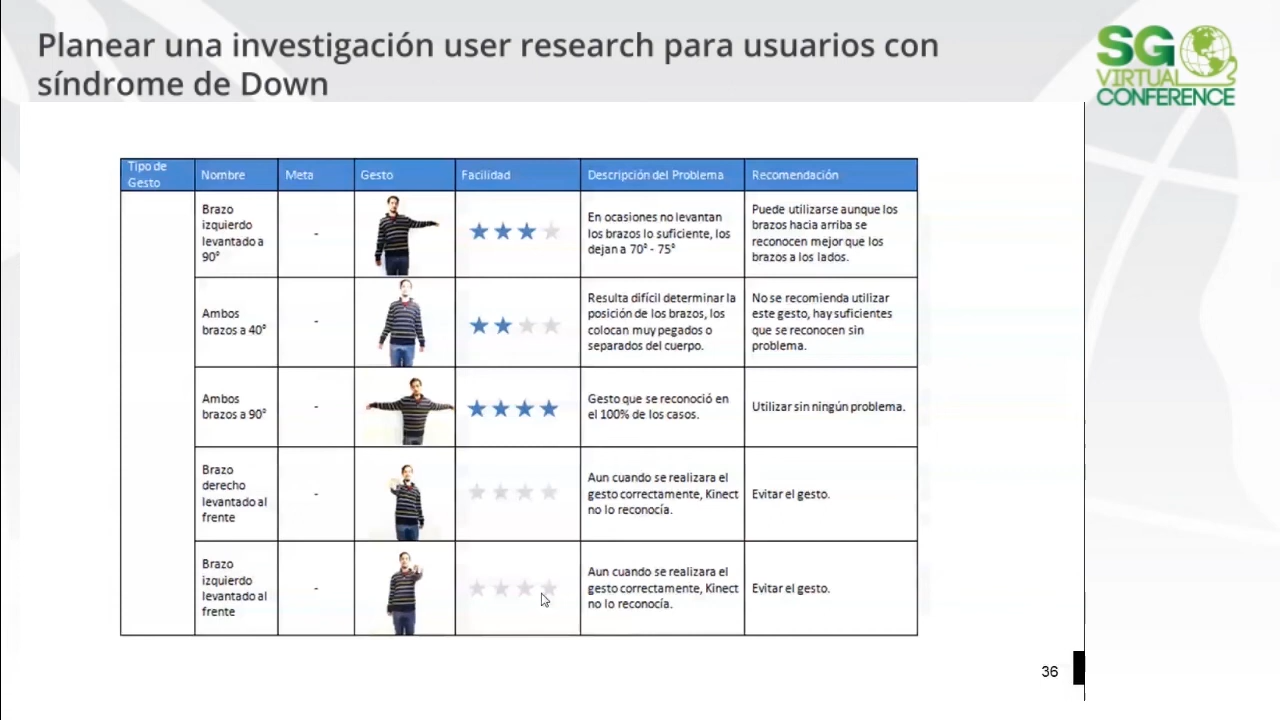 Planear una investigación user research para usuarios con
síndrome de Down
SG
VIRTUAL
CONFERENCE
Tipo de
Gesto
Nombre
Meta
Gesto
Facilidad
Descripción del Problema
Recomendación
Brazo
izquierdo
levantado a
90°
-
En ocasiones no levantan
los brazos lo suficiente, los
dejan a 70° - 75°
Puede utilizarse aunque los
brazos hacia arriba se
reconocen mejor que los
brazos a los lados.
Ambos
brazos a 40°
-
Resulta difícil determinar la
posición de los brazos, los
colocan muy pegados o
separados del cuerpo.
No se recomienda utilizar
este gesto, hay suficientes
que se reconocen sin
problema.
Ambos
brazos a 90°
-
Gesto que se reconoció en
el 100% de los casos.
Utilizar sin ningún problema.
Brazo
derecho
levantado al
frente
-
Aun cuando se realizara el
gesto correctamente, Kinect
no lo reconocía.
Evitar el gesto.
Brazo
izquierdo
levantado al
frente
-
Aun cuando se realizara el
gesto correctamente, Kinect
no lo reconocía.
Evitar el gesto.
36